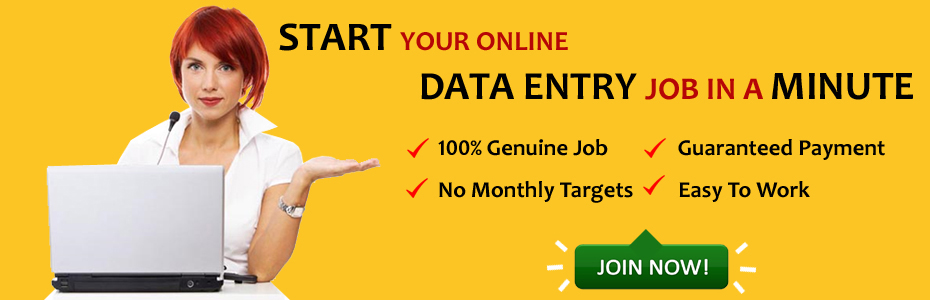 START YOUR ONLINE
DATA ENTRY JOB IN A MINUTE
100% Genuine Job
Guaranteed Payment
No Monthly Targets
Easy To Work
JOIN NOW!